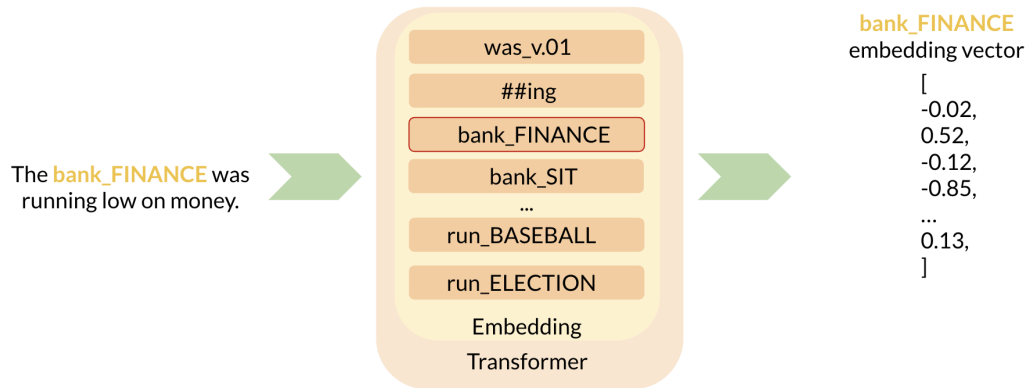 The bank_FINANCE was
running low on money.
was_v.01
##ing
bank_FINANCE
bank_SIT
...
run_BASEBALL
run_ELECTION
Embedding
Transformer
bank_FINANCE
embedding vector
[
-0.02,
0.52,
-0.12,
-0.85,
...
0.13,
]